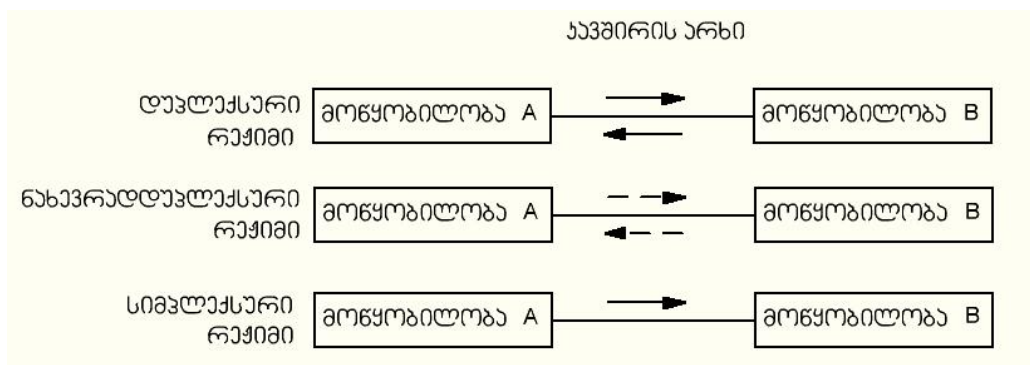 კავშირის არხი
დუპლექსური
რეჟიმი
მოწყობილობა A
მოწყობილობა B
ნახევრადდუპლექსური
რეჟიმი
მოწყობილობა A
მოწყობილობა B
სიმპლექსური
რეჟიმი
მოწყობილობა A
მოწყობილობა B